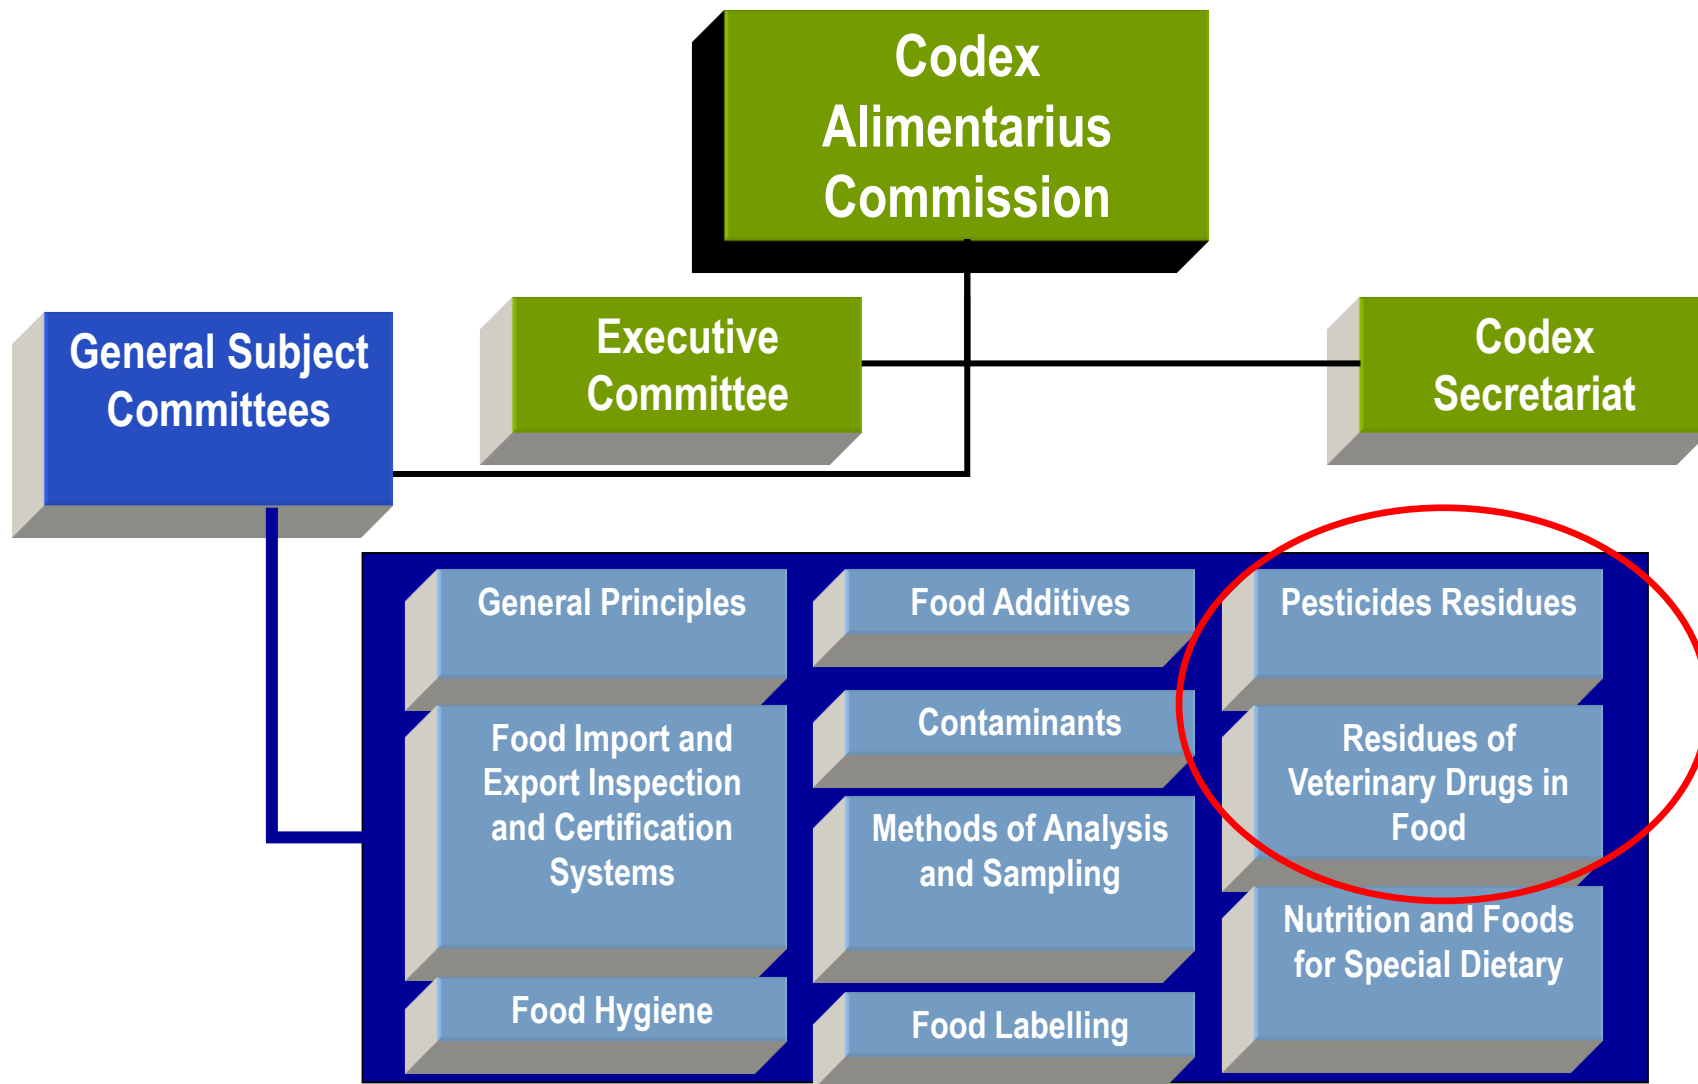 Codex
Alimentarius
Commission
General Subject
Committees
Executive
Committee
Codex
Secretariat
General Principles
Food Import and
Export Inspection
and Certification
Systems
Food Hygiene
Food Additives
Contaminants
Methods of Analysis
and Sampling
Food Labelling
Pesticides Residues
Residues of
Veterinary Drugs in
Food
Nutrition and Foods
for Special Dietary